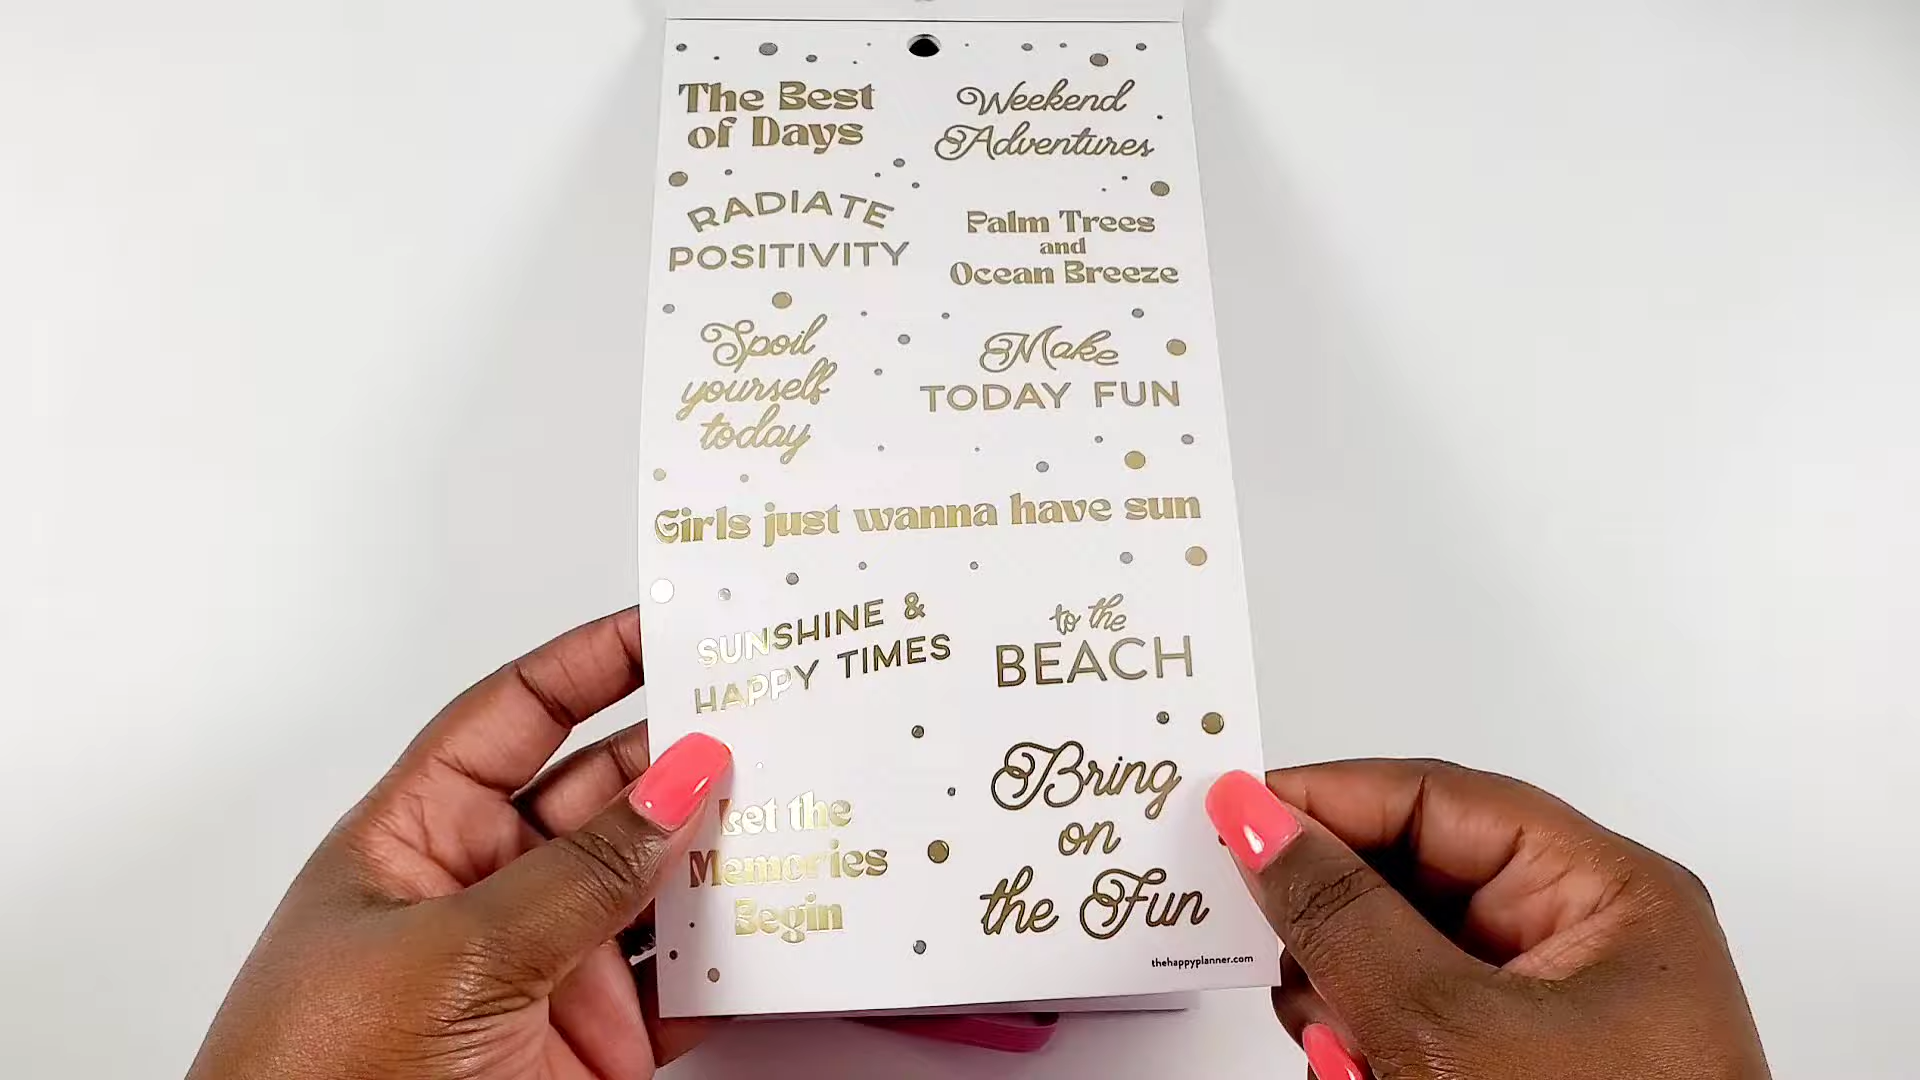 The Best
of Days
Weekend
Adventures
RADIATE
POSITIVITY
Palm Trees
and
Ocean Breeze
Spoil
yourself
today
Make
TODAY FUN
Girls just wanna have sun
SUNSHINE &
HAPPY TIMES
to the
BEACH
Let the
Memories
Begin
Bring
on
the Fun
thehappyplanner.com